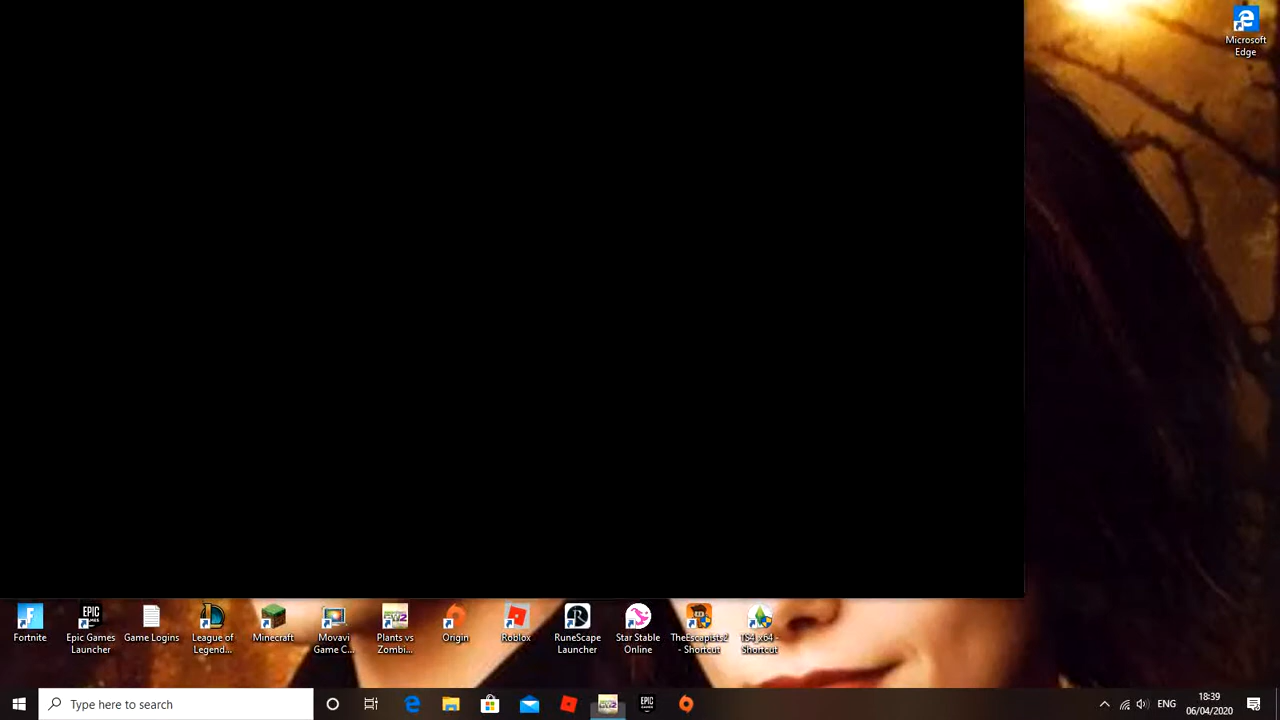 Microsoft
Edge
Fortnite
Epic Games
Launcher
Game Logins
League of
Legend...
Minecraft
Movavi
Game C...
Plants vs
Zombi...
Origin
Roblox
RuneScape
Launcher
Star Stable
Online
TheEscapists2
- Shortcut
TS4_x64 -
Shortcut
Type here to search
ENG
18:39
06/04/2020